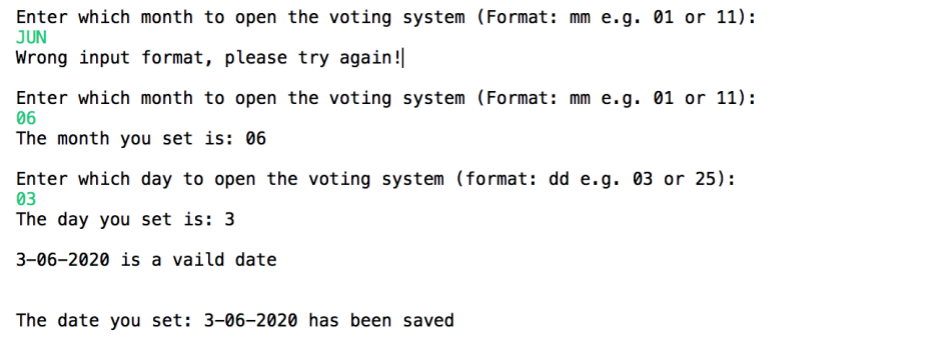 Enter which month to open the voting system (Format: mm e.g. 01 or 11):
JUN
Wrong input format, please try again!
Enter which month to open the voting system (Format: mm e.g. 01 or 11):
06
The month you set is: 06
Enter which day to open the voting system (format: dd e.g. 03 or 25):
03
The day you set is: 3
3-06-2020 is a vaild date
The date you set: 3-06-2020 has been saved